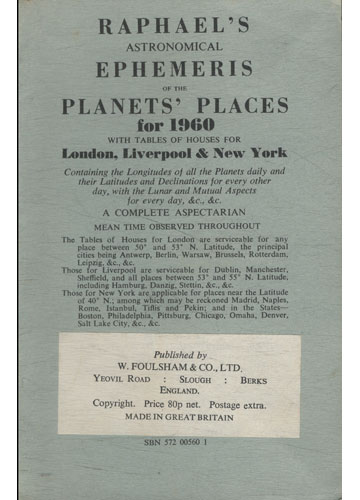 RAPHAEL'S
ASTRONOMICAL
EPHEMERIS
OF THE
PLANETS' PLACES
for 1960
WITH TABLES OF HOUSES FOR
London, Liverpool & New York
Containing the Longitudes of all the Planets daily and
their Latitudes and Declinations for every other
day, with the Lunar and Mutual Aspects
for every day, &c., &c.
A COMPLETE ASPECTARIAN
MEAN TIME OBSERVED THROUGHOUT
The Tables of Houses for London are serviceable for any
place between 50° and 53° N. Latitude, the principal
cities being Antwerp, Berlin, Warsaw, Brussels, Rotterdam,
Leipzig, &c., &c.
Those for Liverpool are serviceable for Dublin, Manchester,
Sheffield, and all places between 53° and 55° N. Latitude,
including Hamburg, Danzig, Stettin, &c., &c.
Those for New York are applicable for places near the Latitude
of 40° N.; among which may be reckoned Madrid, Naples,
Rome, Istanbul, Tiflis and Pekin; and in the States—
Boston, Philadelphia, Pittsburg, Chicago, Omaha, Denver,
Salt Lake City, &c., &c.
Published by
W. FOULSHAM & CO., LTD.
YEOVIL ROAD : SLOUGH : BERKS
ENGLAND.
Copyright. Price 80p net. Postage extra.
MADE IN GREAT BRITAIN
SBN 572 00560 1